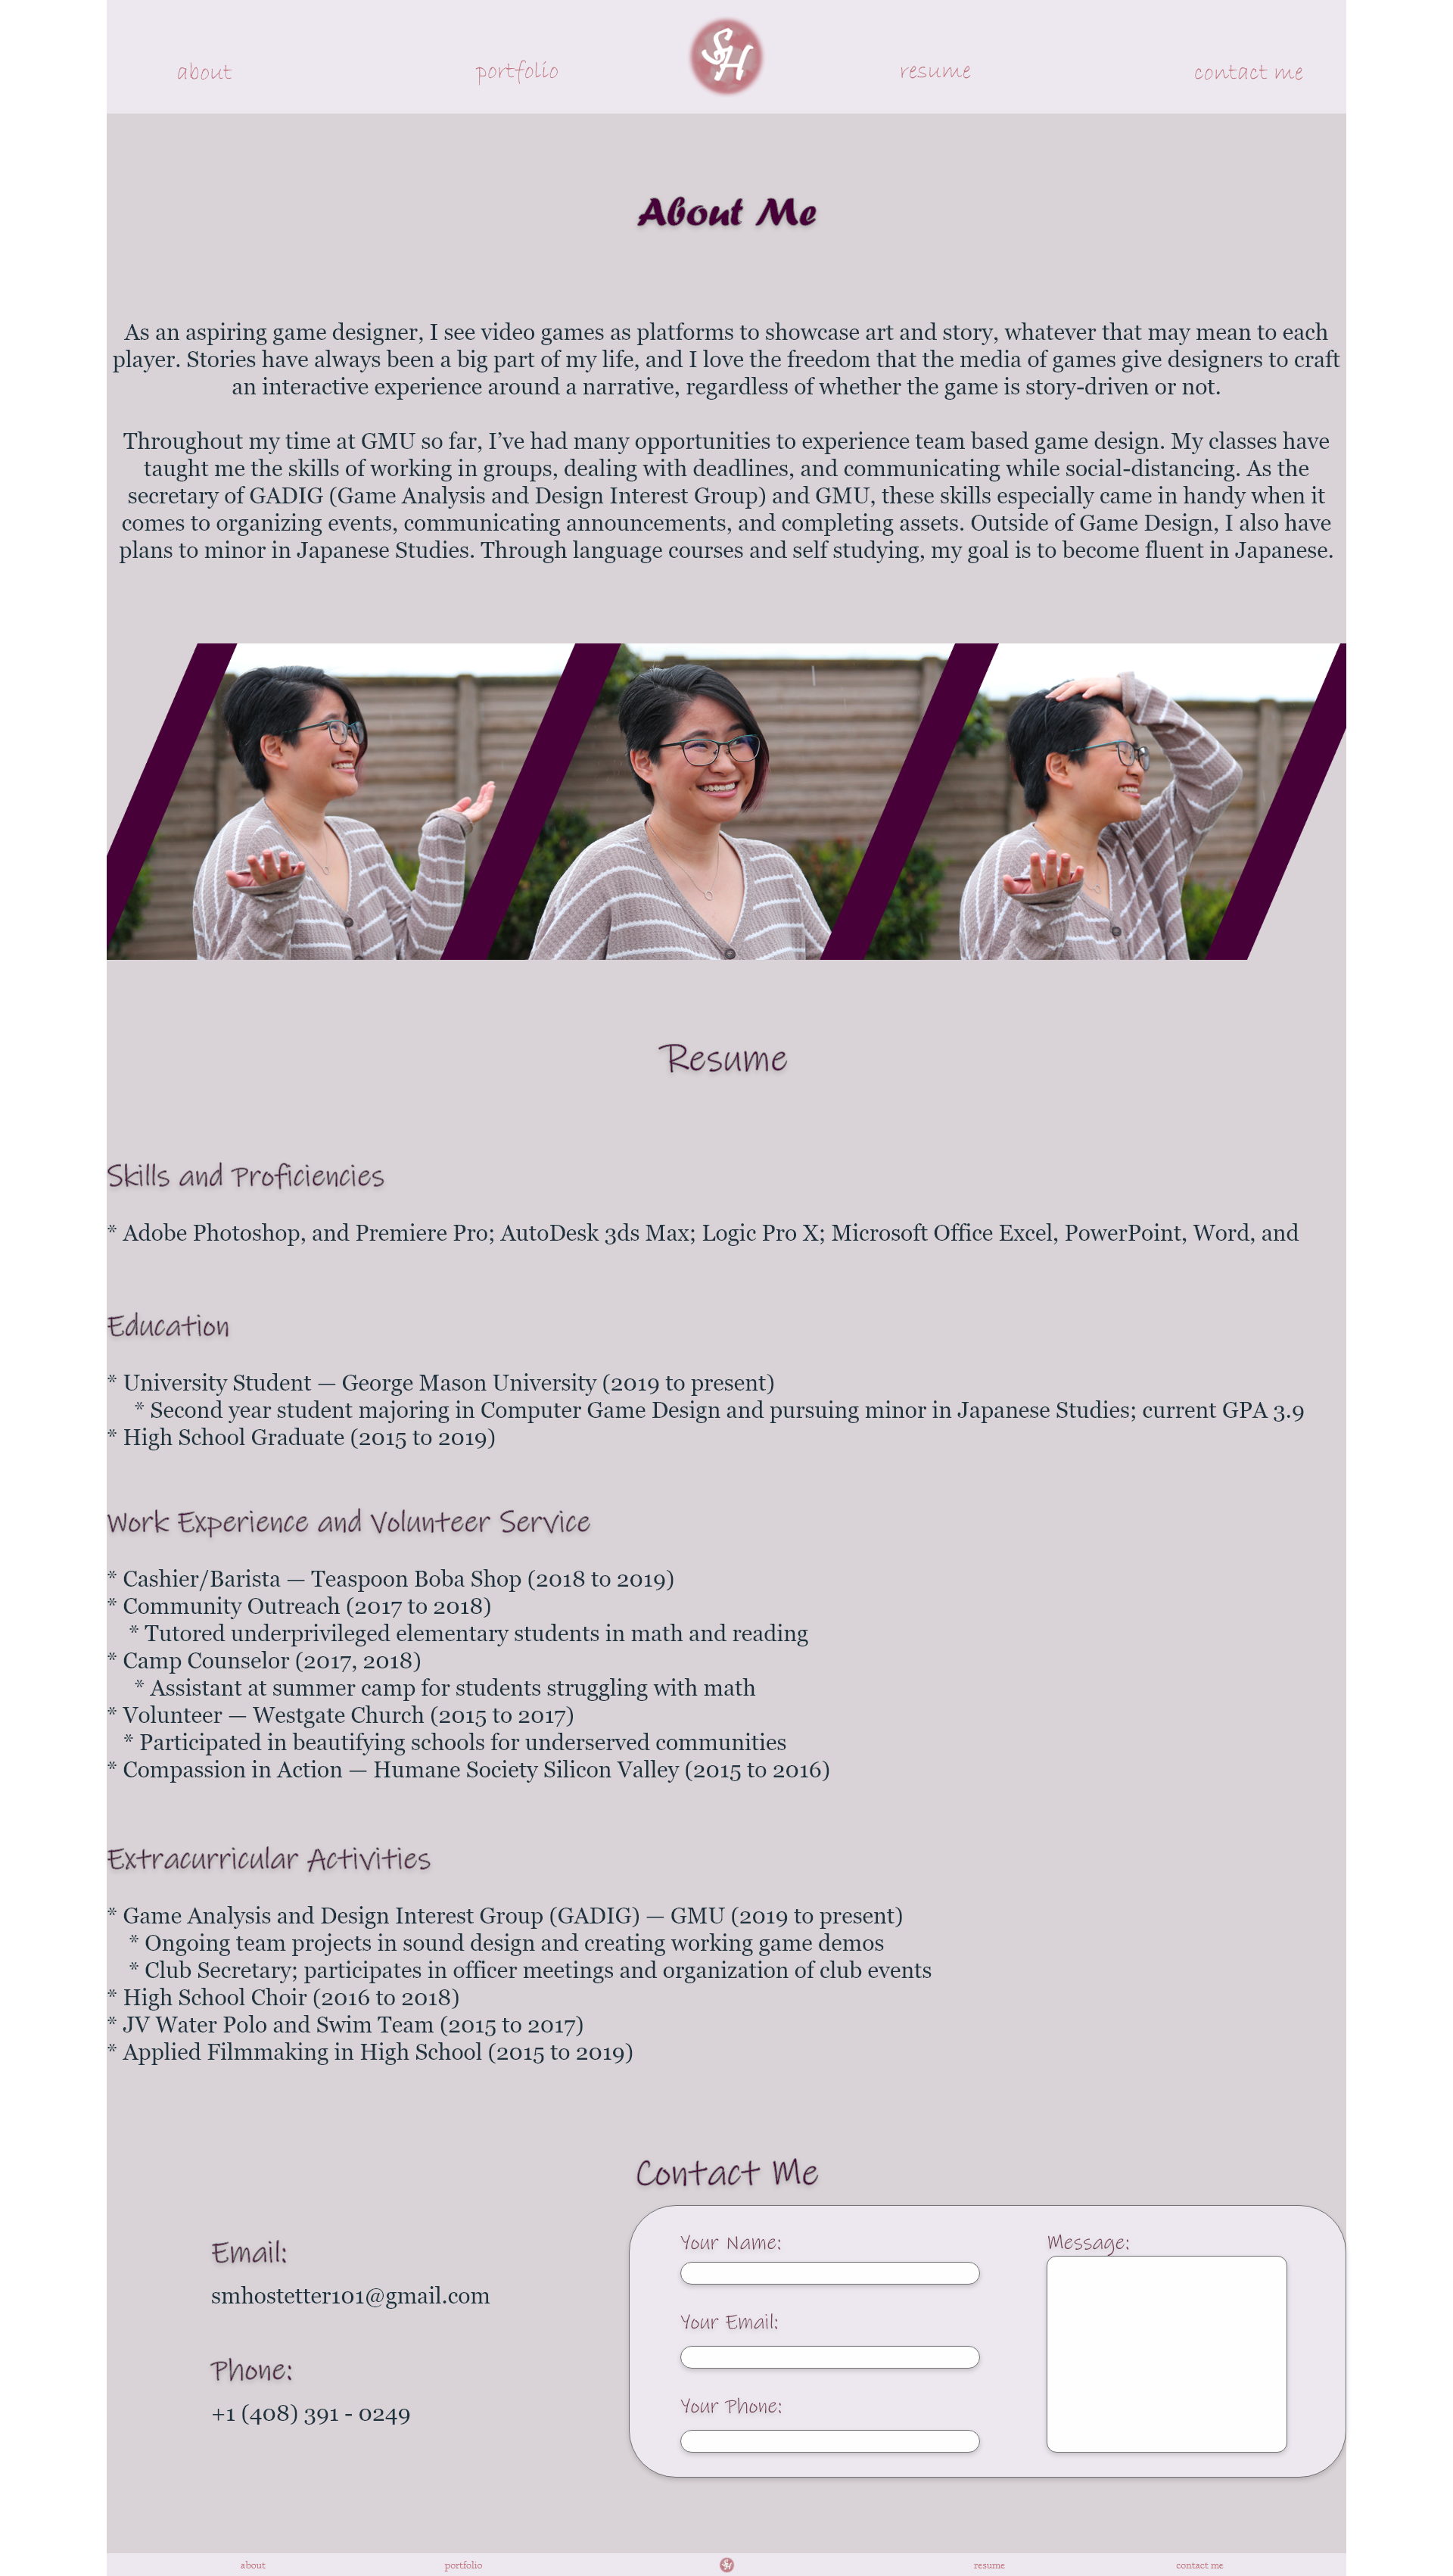 about
portfolio
SH
resume
contact me
About Me
As an aspiring game designer, I see video games as platforms to showcase art and story, whatever that may mean to each
player. Stories have always been a big part of my life, and I love the freedom that the media of games give designers to craft
an interactive experience around a narrative, regardless of whether the game is story-driven or not.
Throughout my time at GMU so far, I’ve had many opportunities to experience team based game design. My classes have
taught me the skills of working in groups, dealing with deadlines, and communicating while social-distancing. As the
secretary of GADIG (Game Analysis and Design Interest Group) and GMU, these skills especially came in handy when it
comes to organizing events, communicating announcements, and completing assets. Outside of Game Design, I also have
plans to minor in Japanese Studies. Through language courses and self studying, my goal is to become fluent in Japanese.
Resume
Skills and Proficiencies
* Adobe Photoshop, and Premiere Pro; AutoDesk 3ds Max; Logic Pro X; Microsoft Office Excel, PowerPoint, Word, and
Education
* University Student — George Mason University (2019 to present)
* Second year student majoring in Computer Game Design and pursuing minor in Japanese Studies; current GPA 3.9
* High School Graduate (2015 to 2019)
Work Experience and Volunteer Service
* Cashier/Barista — Teaspoon Boba Shop (2018 to 2019)
* Community Outreach (2017 to 2018)
* Tutored underprivileged elementary students in math and reading
* Camp Counselor (2017, 2018)
* Assistant at summer camp for students struggling with math
* Volunteer — Westgate Church (2015 to 2017)
* Participated in beautifying schools for underserved communities
* Compassion in Action — Humane Society Silicon Valley (2015 to 2016)
Extracurricular Activities
* Game Analysis and Design Interest Group (GADIG) — GMU (2019 to present)
* Ongoing team projects in sound design and creating working game demos
* Club Secretary; participates in officer meetings and organization of club events
* High School Choir (2016 to 2018)
* JV Water Polo and Swim Team (2015 to 2017)
* Applied Filmmaking in High School (2015 to 2019)
Contact Me
Email:
smhostetter101@gmail.com
Phone:
+1 (408) 391 - 0249
Your Name:
Your Email:
Your Phone:
Message:
about
portfolio
SH
resume
contact me